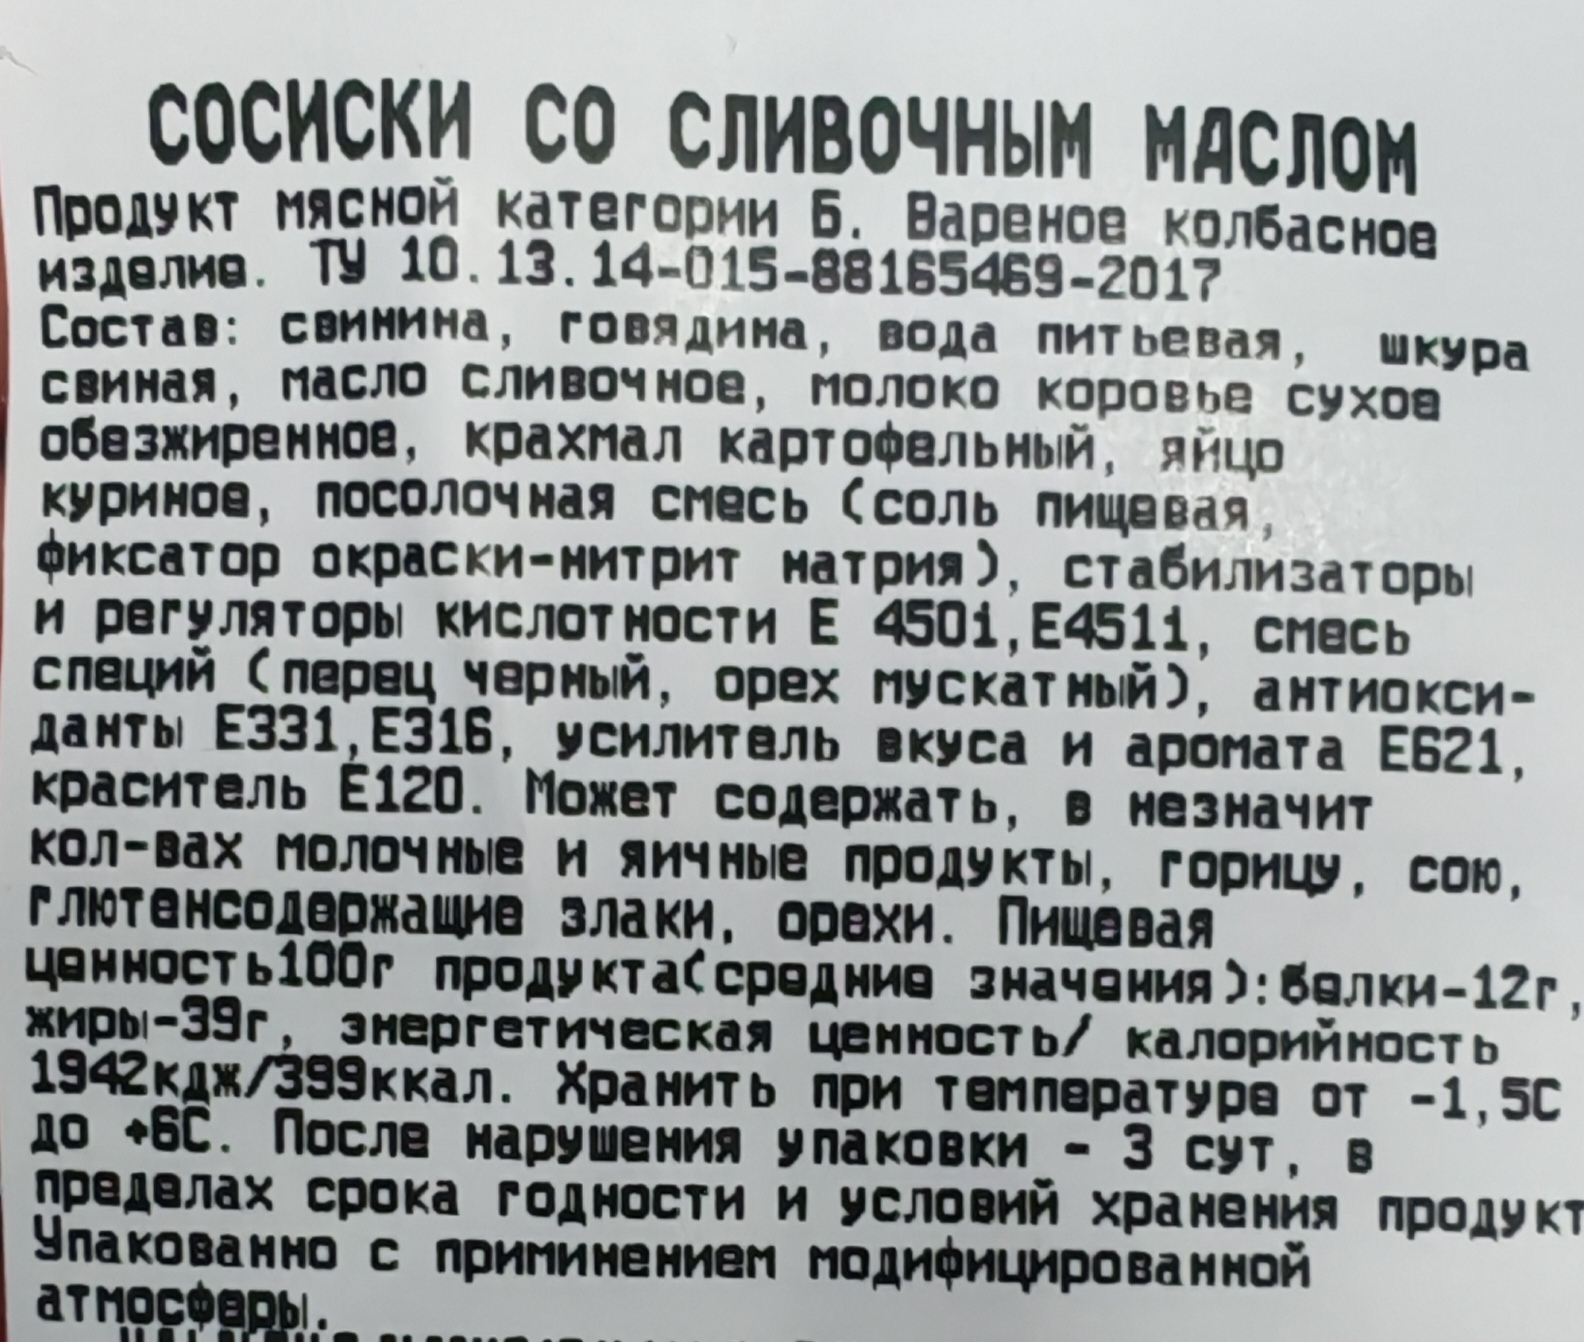 СОСИСКИ СО СЛИВОЧНЫМ МАСЛОМ
Продукт мясной категории Б. Вареное колбасное
изделие. ТУ 10.13.14-015-88165469-2017
Состав: свинина, говядина, вода питьевая, шкура
свиная, масло сливочное, молоко коровье сухое
обезжиренное, крахмал картофельный, яйцо
куриное, посолочная смесь (соль пищевая,
фиксатор окраски-нитрит натрия), стабилизаторы
и регуляторы кислотности Е 450i,Е451i, смесь
специй (перец черный, орех мускатный), антиокси-
данты Е331,Е316, усилитель вкуса и аромата Е621,
краситель Е120. Может содержать, в незначит
кол-вах молочные и яичные продукты, горицу, сою,
глютенсодержащие злаки, орехи. Пищевая
ценность100г продукта(средние значения):белки-12г,
жиры-39г, энергетическая ценность/ калорийность
1942кдж/399ккал. Хранить при температуре от -1,5С
до +6С. После нарушения упаковки - 3 сут, в
пределах срока годности и условий хранения продукт
Упакованно с приминением модифицированной
атмосферы.